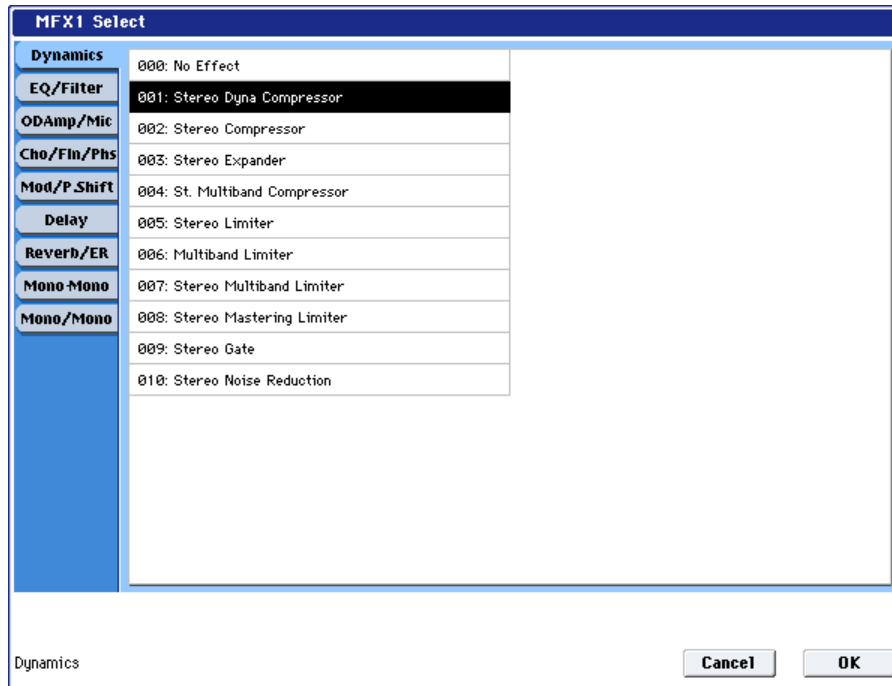 MFX1 Select
Dynamics
EQ/Filter
ODAmp/Mic
Cho/Fln/Phs
Mod/P.Shift
Delay
Reverb/ER
Mono-Mono
Mono/Mono
000: No Effect
001: Stereo Dyna Compressor
002: Stereo Compressor
003: Stereo Expander
004: St. Multiband Compressor
005: Stereo Limiter
006: Multiband Limiter
007: Stereo Multiband Limiter
008: Stereo Mastering Limiter
009: Stereo Gate
010: Stereo Noise Reduction
Dynamics
Cancel
OK